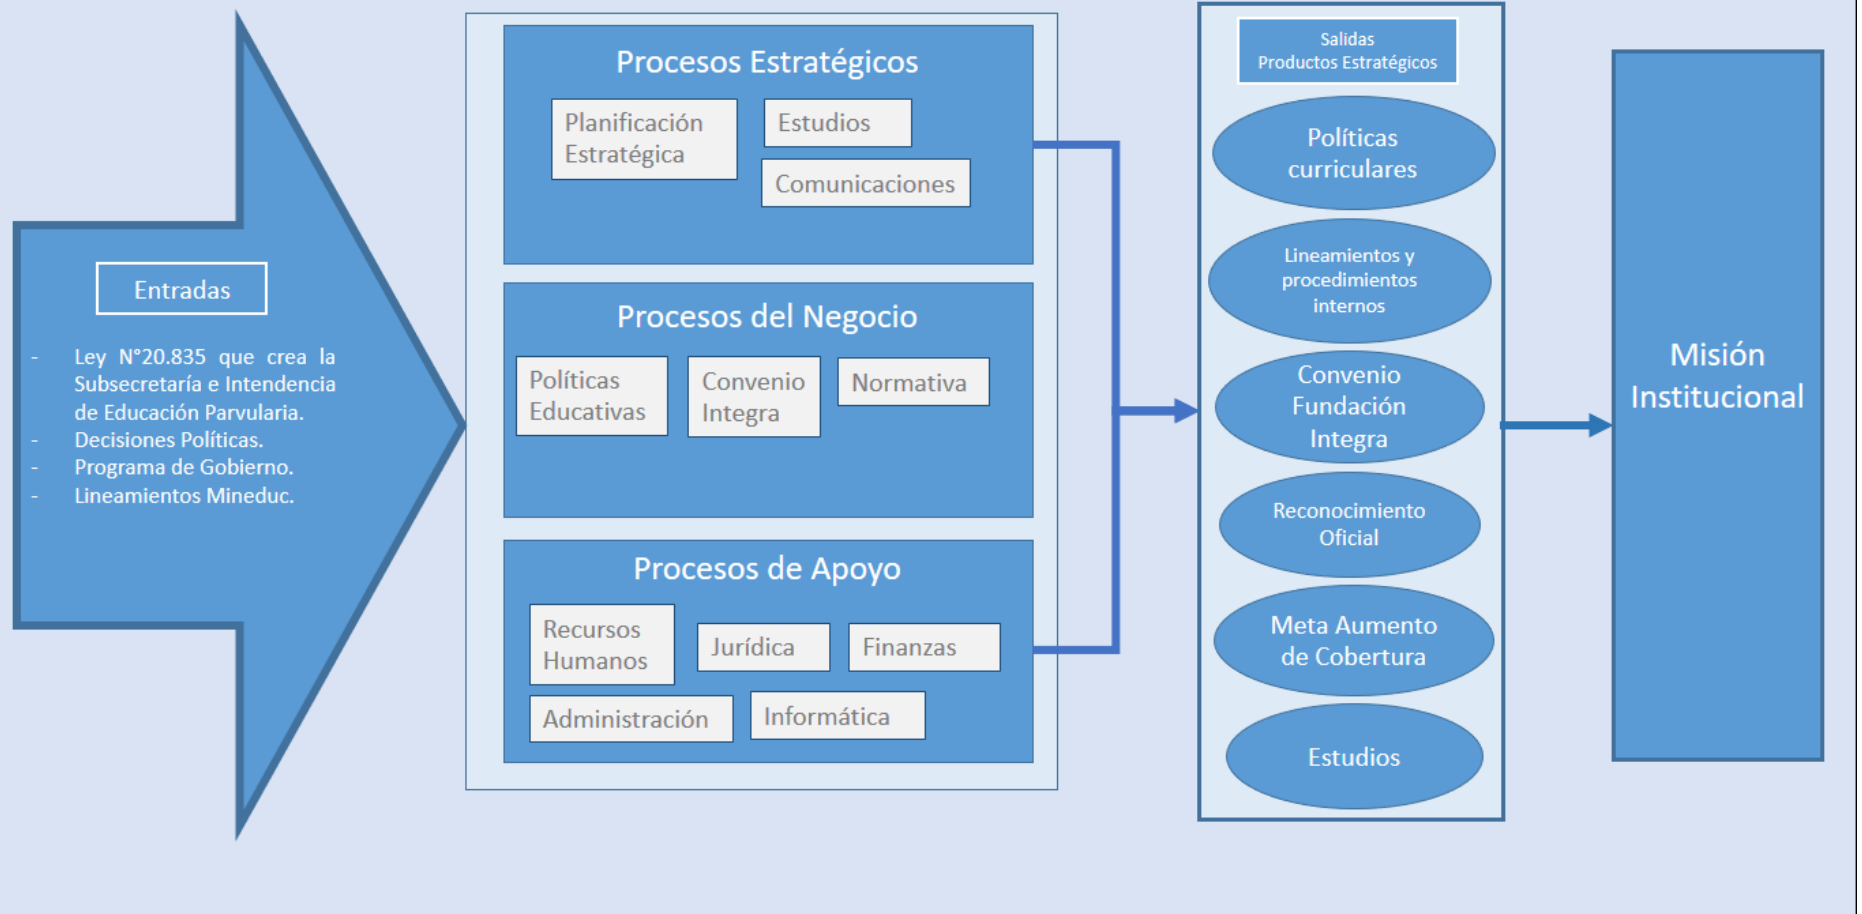 Entradas
- Ley N°20.835 que crea la
Subsecretaría e Intendencia
de Educación Parvularia.
- Decisiones Políticas.
- Programa de Gobierno.
- Lineamientos Mineduc.
Procesos Estratégicos
Planificación
Estratégica
Estudios
Comunicaciones
Procesos del Negocio
Políticas
Educativas
Convenio
Integra
Normativa
Procesos de Apoyo
Recursos
Humanos
Jurídica
Finanzas
Administración
Informática
Salidas
Productos Estratégicos
Políticas
curriculares
Lineamientos y
procedimientos
internos
Convenio
Fundación
Integra
Reconocimiento
Oficial
Meta Aumento
de Cobertura
Estudios
Misión
Institucional